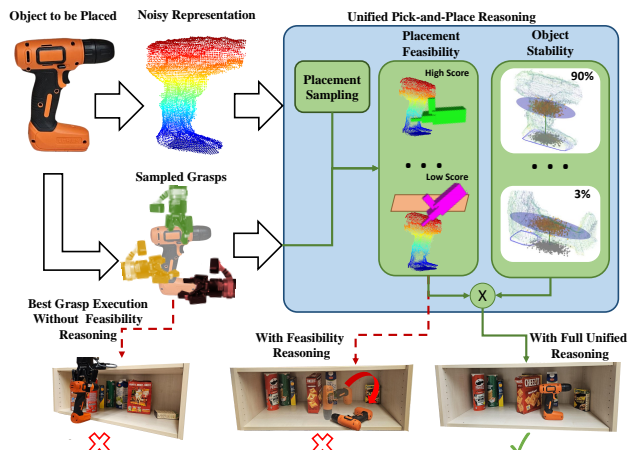 Object to be Placed
Noisy Representation
Unified Pick-and-Place Reasoning
Placement
Feasibility
Object
Stability
Placement
Sampling
High Score
90%
• • •
• • •
Low Score
3%
Sampled Grasps
X
Best Grasp Execution
Without Feasibility
Reasoning
With Feasibility
Reasoning
With Full Unified
Reasoning
CHEEZ-IT